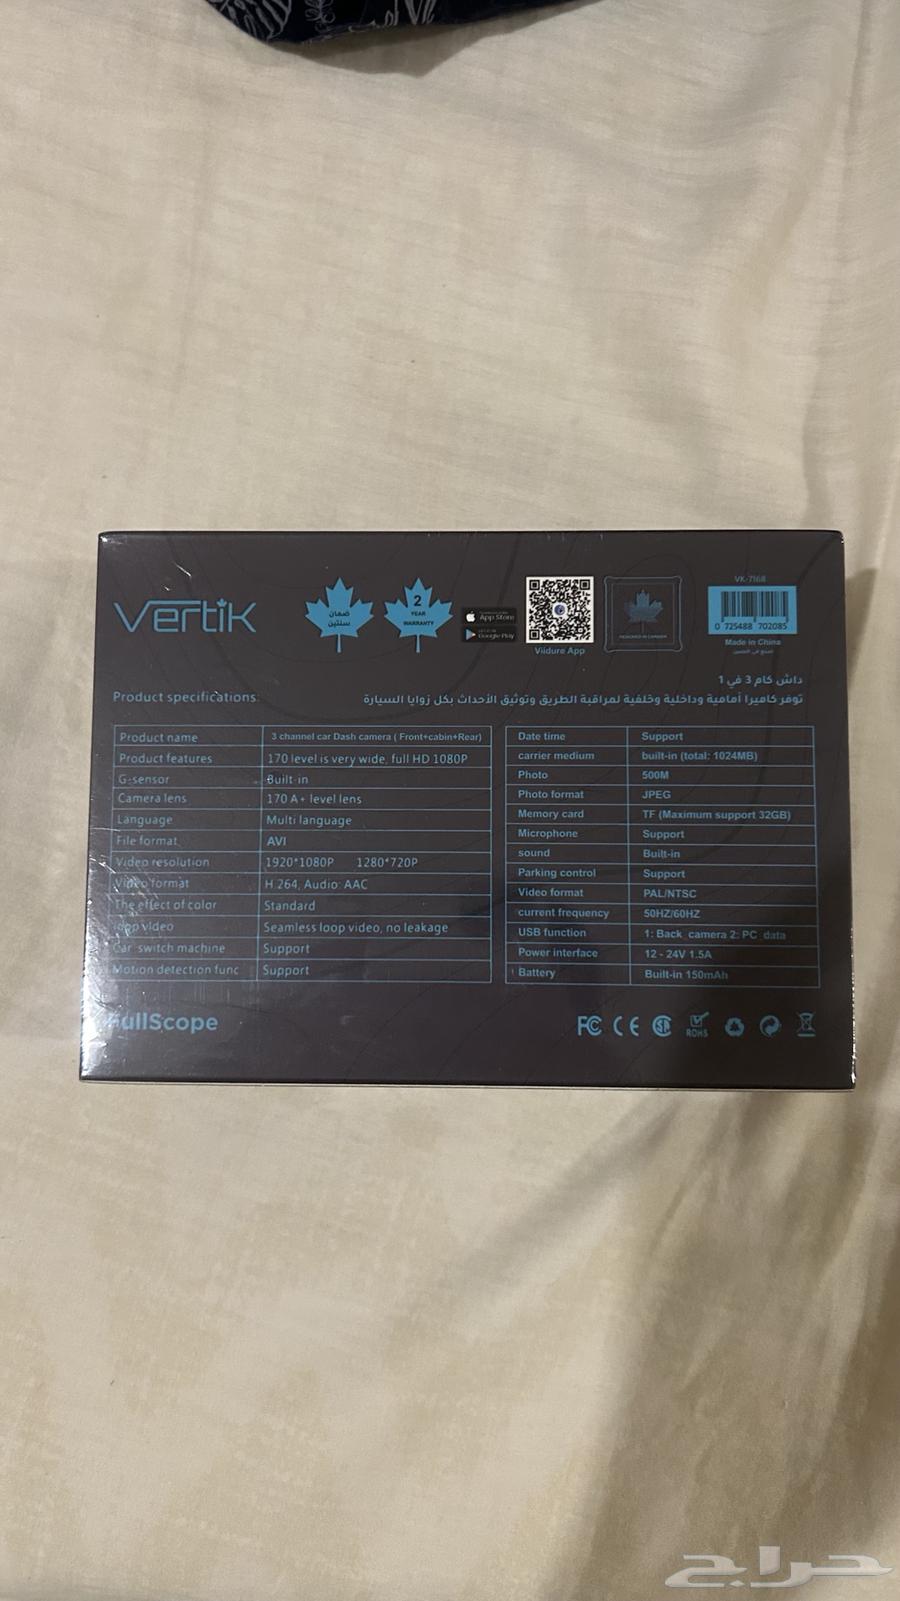 Vertik
ضمان
سنتين
2
YEAR
WARRANTY
App Store
Google Play
Viidure App
DESIGNED IN CANADA
VK-7168
0 725488 702085
Made in China
صنع في الصين
داش كام 3 في 1
توفر كاميرا أمامية وداخلية وخلفية لمراقبة الطريق وتوثيق الأحداث بكل زوايا السيارة
Product specifications:
Product name 3 channel car Dash camera ( Front+cabin+Rear)
Product features 170 level is very wide, full HD 1080P
G-sensor Built-in
Camera lens 170 A+ level lens
Language Multi language
File format AVI
Video resolution 1920*1080P 1280*720P
Video format H.264, Audio: AAC
The effect of color Standard
loop video Seamless loop video, no leakage
Car switch machine Support
Motion detection func Support
Date time Support
carrier medium built-in (total: 1024MB)
Photo 500M
Photo format JPEG
Memory card TF (Maximum support 32GB)
Microphone Support
sound Built-in
Parking control Support
Video format PAL/NTSC
current frequency 50HZ/60HZ
USB function 1: Back_camera 2: PC_data
Power interface 12 - 24V 1.5A
Battery Built-in 150mAh
FullScope
FC CE
ROHS
حراج